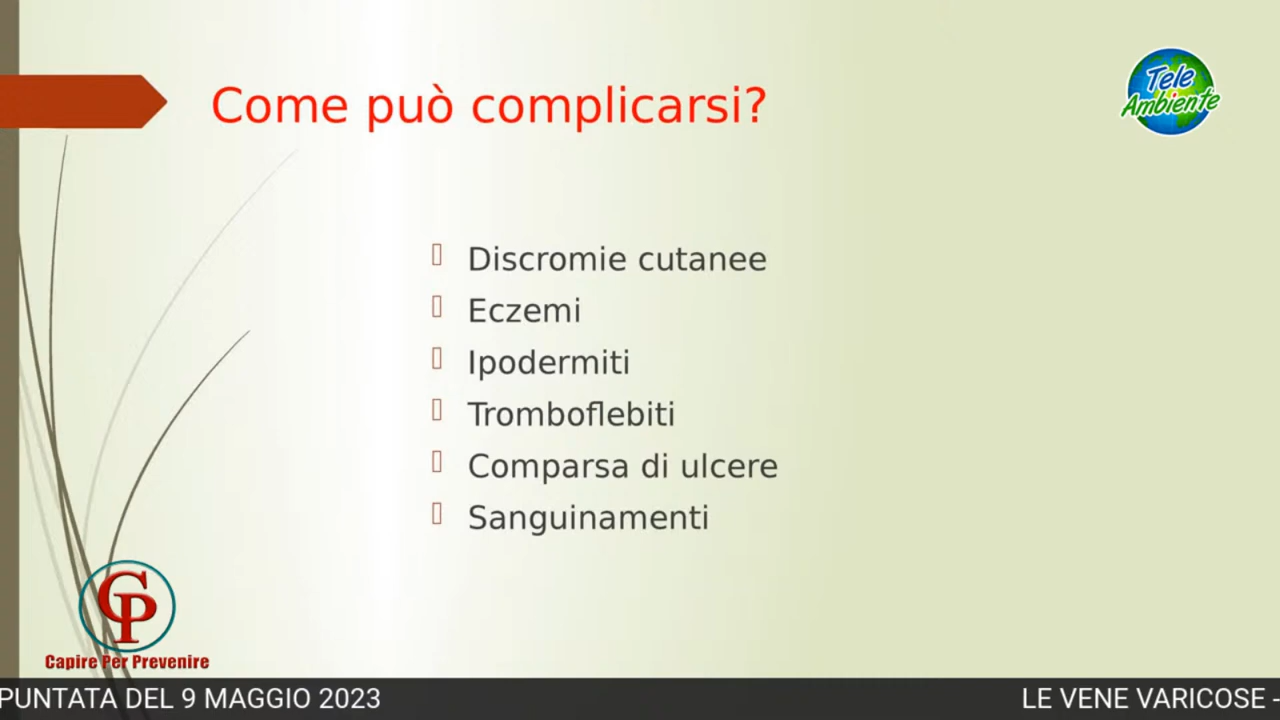 Come può complicarsi?
Tele
Ambiente
Discromie cutanee
Eczemi
Ipodermiti
Tromboflebiti
Comparsa di ulcere
Sanguinamenti
CP
Capire Per Prevenire
PUNTATA DEL 9 MAGGIO 2023
LE VENE VARICOSE -